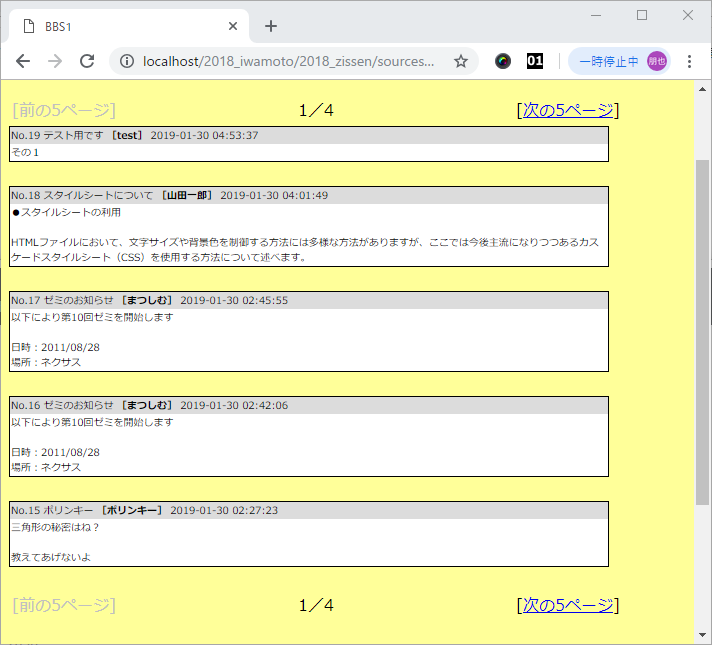 BBS1
localhost/2018_iwamoto/2018_zissen/sources...
01
一時停止中
朋也
[前の5ページ] 1／4 [次の5ページ]
No.19 テスト用です [test] 2019-01-30 04:53:37
その１
No.18 スタイルシートについて [山田一郎] 2019-01-30 04:01:49
●スタイルシートの利用
HTMLファイルにおいて、文字サイズや背景色を制御する方法には多様な方法がありますが、ここでは今後主流になりつつあるカス
ケードスタイルシート（CSS）を使用する方法について述べます。
No.17 ゼミのお知らせ [まつしむ] 2019-01-30 02:45:55
以下により第10回ゼミを開始します
日時：2011/08/28
場所：ネクサス
No.16 ゼミのお知らせ [まつしむ] 2019-01-30 02:42:06
以下により第10回ゼミを開始します
日時：2011/08/28
場所：ネクサス
No.15 ポリンキー [ポリンキー] 2019-01-30 02:27:23
三角形の秘密はね？
教えてあげないよ
[前の5ページ] 1／4 [次の5ページ]